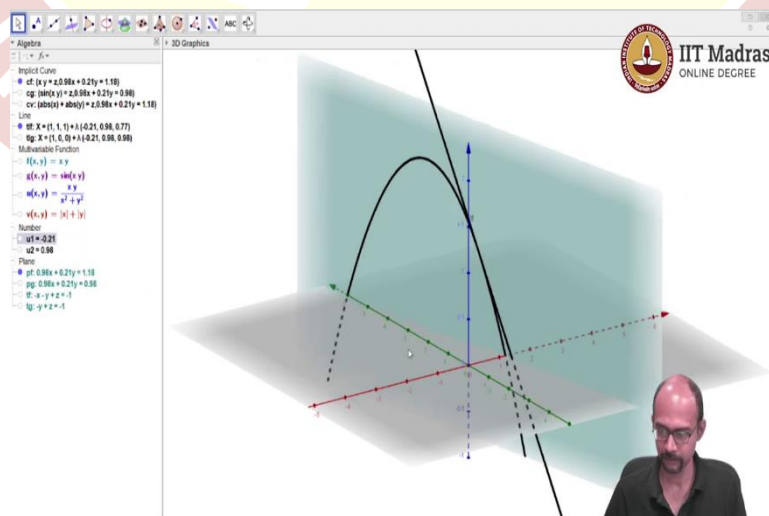 ABC
Algebra
3D Graphics
IIT Madras
ONLINE DEGREE
Implicit Curve
cf: (x y = z,0.98x + 0.21y = 1.18)
cg: (sin(x y) = z,0.98x + 0.21y = 0.98)
cv: (abs(x) + abs(y) = z,0.98x + 0.21y = 1.18)
Line
tlf: X = (1, 1, 1) + λ (-0.21, 0.98, 0.77)
tlg: X = (1, 0, 0) + λ (-0.21, 0.98, 0.98)
Multivariable Function
f(x, y) = x y
g(x, y) = sin(x y)
u(x, y) = x y / x² + y²
v(x, y) = |x| + |y|
Number
u1 = -0.21
u2 = 0.98
Plane
pf: 0.98x + 0.21y = 1.18
pg: 0.98x + 0.21y = 0.98
tf: -x - y + z = -1
tg: -y + z = -1